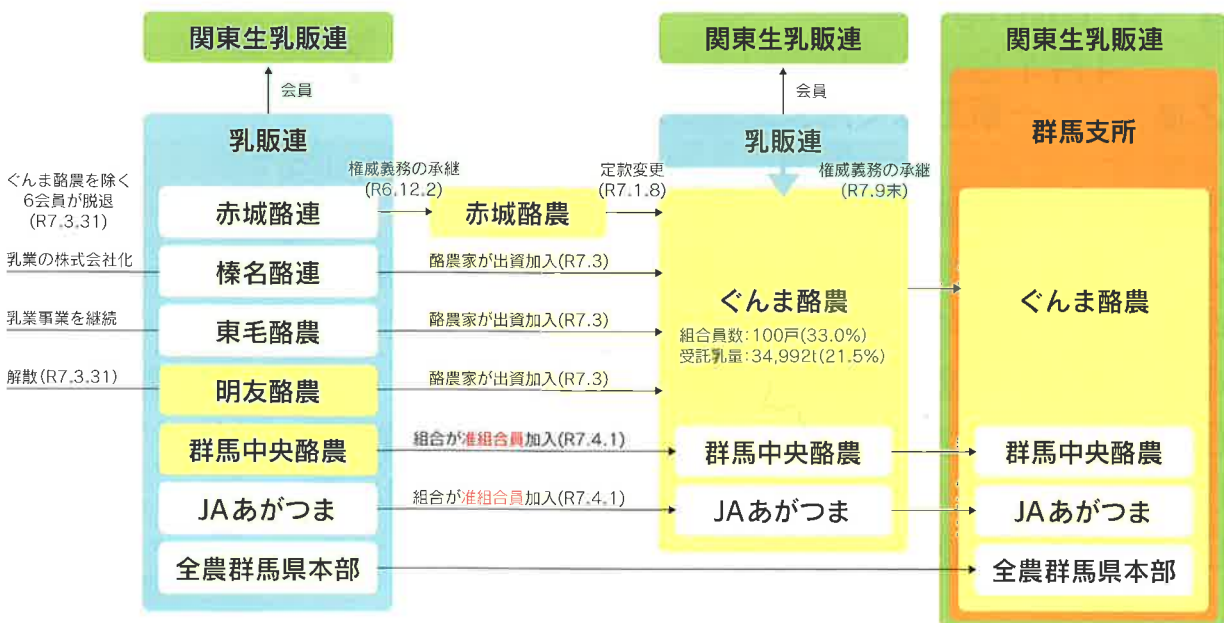 関東生乳販連
関東生乳販連
関東生乳販連
会員
会員
乳販連
乳販連
群馬支所
ぐんま酪農を除く
6会員が脱退
(R7.3.31)
権威義務の承継
(R6.12.2)
定款変更
(R7.1.8)
権威義務の承継
(R7.9末)
赤城酪連
赤城酪農
乳業の株式会社化
榛名酪連
酪農家が出資加入(R7.3)
ぐんま酪農
組合員数:100戸(33.0%)
受託乳量:34,992t(21.5%)
ぐんま酪農
乳業事業を継続
東毛酪農
酪農家が出資加入(R7.3)
解散(R7.3.31)
明友酪農
酪農家が出資加入(R7.3)
群馬中央酪農
組合が准組合員加入(R7.4.1)
群馬中央酪農
群馬中央酪農
JAあがつま
組合が准組合員加入(R7.4.1)
JAあがつま
JAあがつま
全農群馬県本部
全農群馬県本部